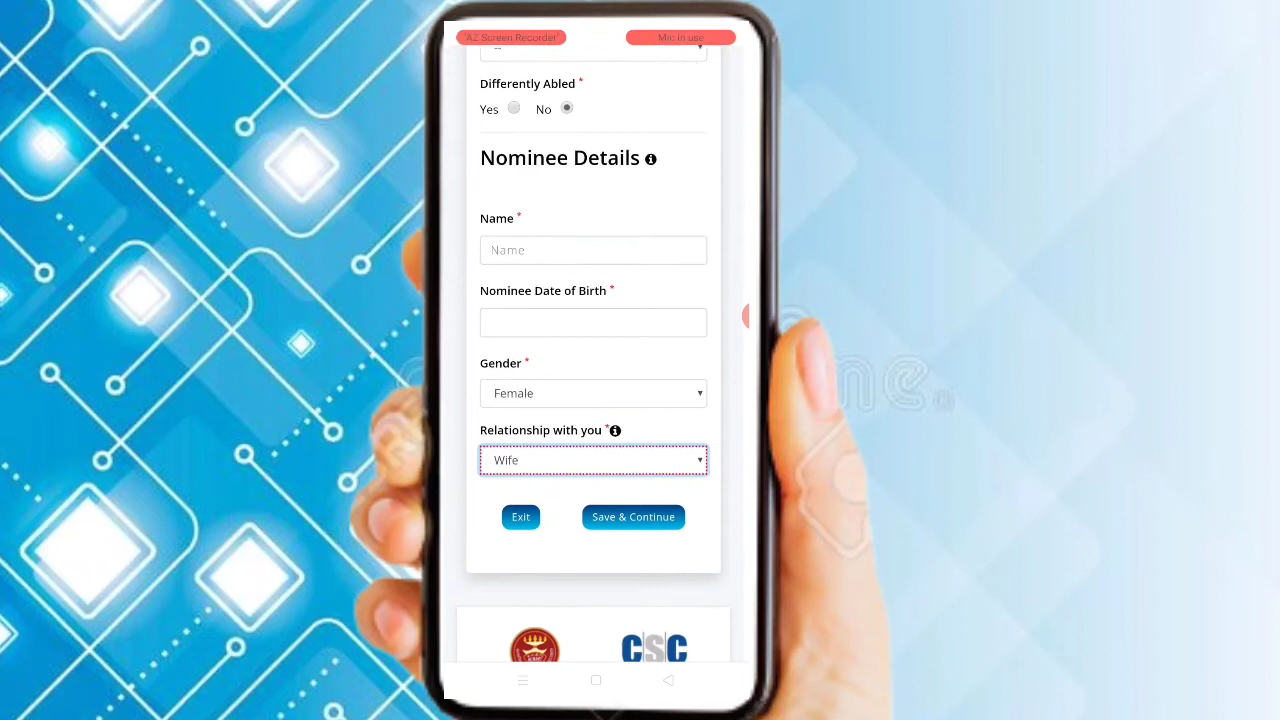 AZ Screen Recorder
Mic in use
Differently Abled *
Yes No
Nominee Details
Name *
Name
Nominee Date of Birth *
Gender *
Female
Relationship with you *
Wife
Exit Save & Continue
CSC